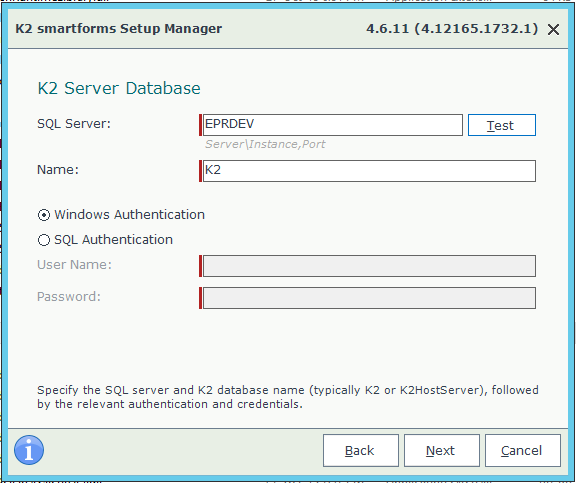 K2 smartforms Setup Manager 4.6.11 (4.12165.1732.1)
K2 Server Database
SQL Server: EPRDEV Test
Server\Instance,Port
Name: K2
Windows Authentication
SQL Authentication
User Name:
Password:
Specify the SQL server and K2 database name (typically K2 or K2HostServer), followed
by the relevant authentication and credentials.
Back Next Cancel